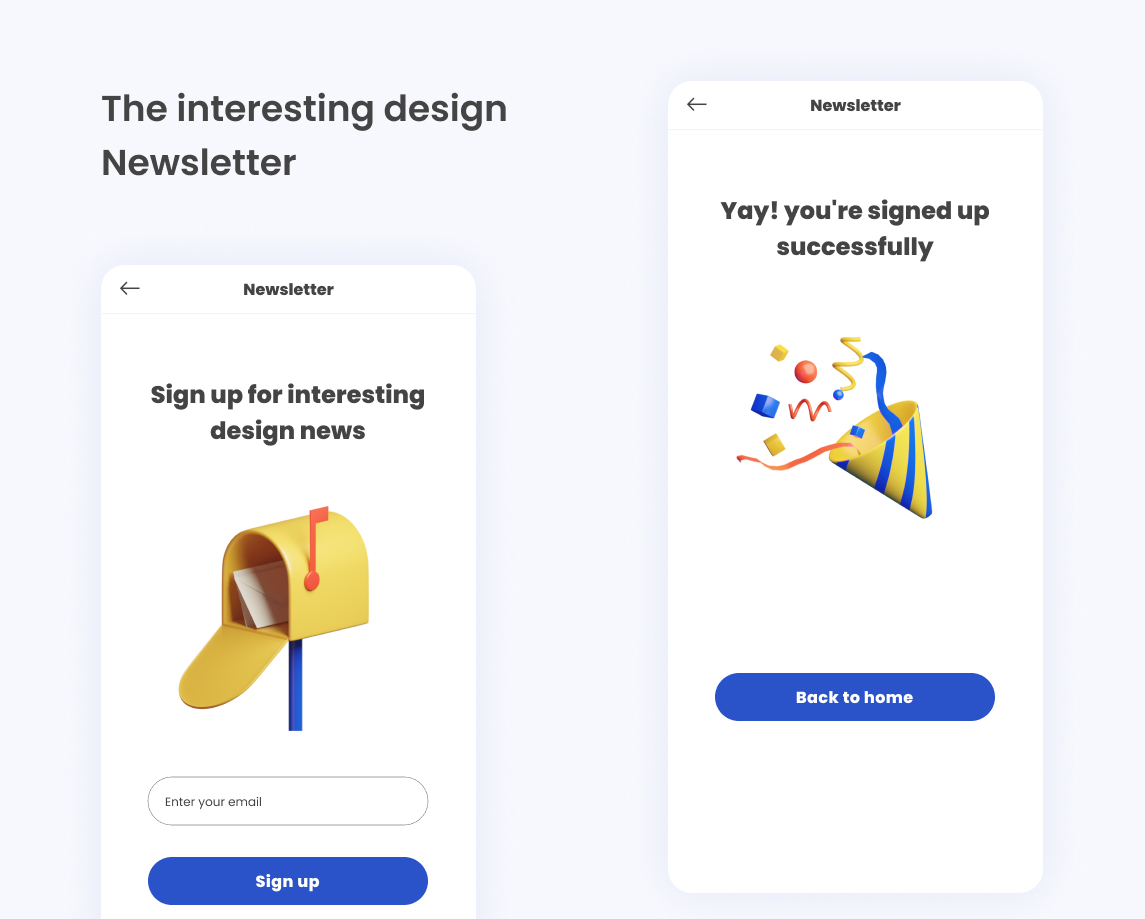 The interesting design
Newsletter
Newsletter
Sign up for interesting
design news
Enter your email
Sign up
Newsletter
Yay! you're signed up
successfully
Back to home